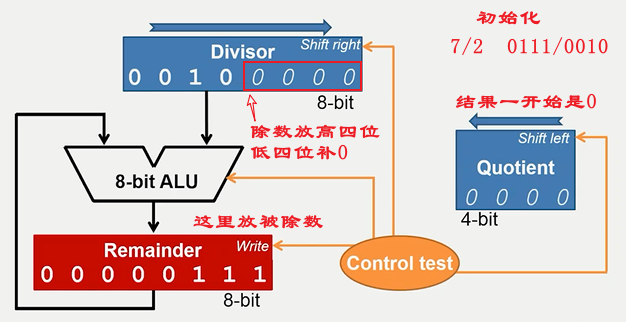 初始化
7/2 0111/0010
Divisor
Shift right
0 0 1 0 0 0 0 0
8-bit
除数放高四位
低四位补0
结果一开始是0
Shift left
Quotient
0 0 0 0
4-bit
8-bit ALU
这里放被除数
Remainder
Write
0 0 0 0 0 1 1 1
8-bit
Control test